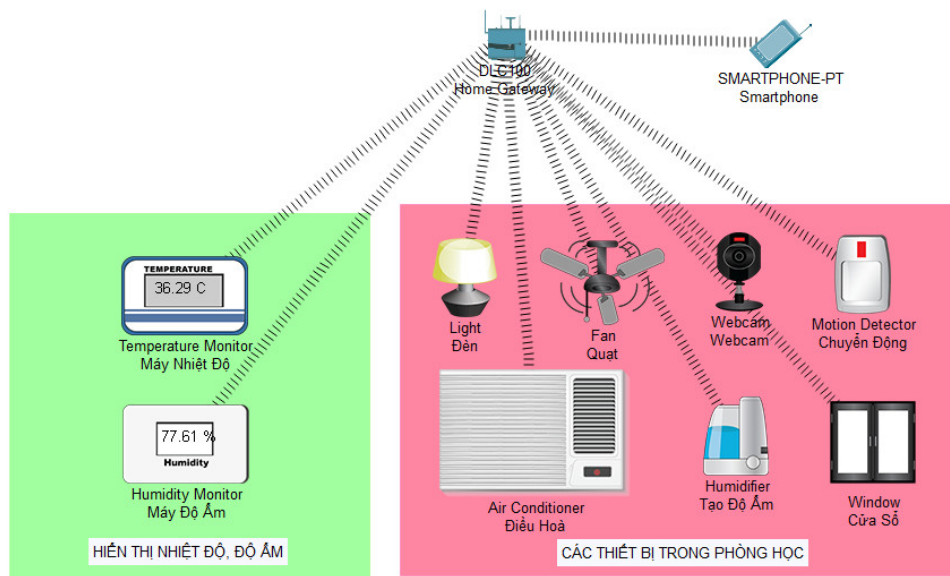 DLC100
Home Gateway
SMARTPHONE-PT
Smartphone
TEMPERATURE
36.29 C
Temperature Monitor
Máy Nhiệt Độ
77.61 %
Humidity
Humidity Monitor
Máy Độ Ẩm
HIỂN THỊ NHIỆT ĐỘ, ĐỘ ẨM
Light
Đèn
Fan
Quạt
Webcam
Webcam
Motion Detector
Chuyển Động
Air Conditioner
Điều Hoà
Humidifier
Tạo Độ Ẩm
Window
Cửa Sổ
CÁC THIẾT BỊ TRONG PHÒNG HỌC